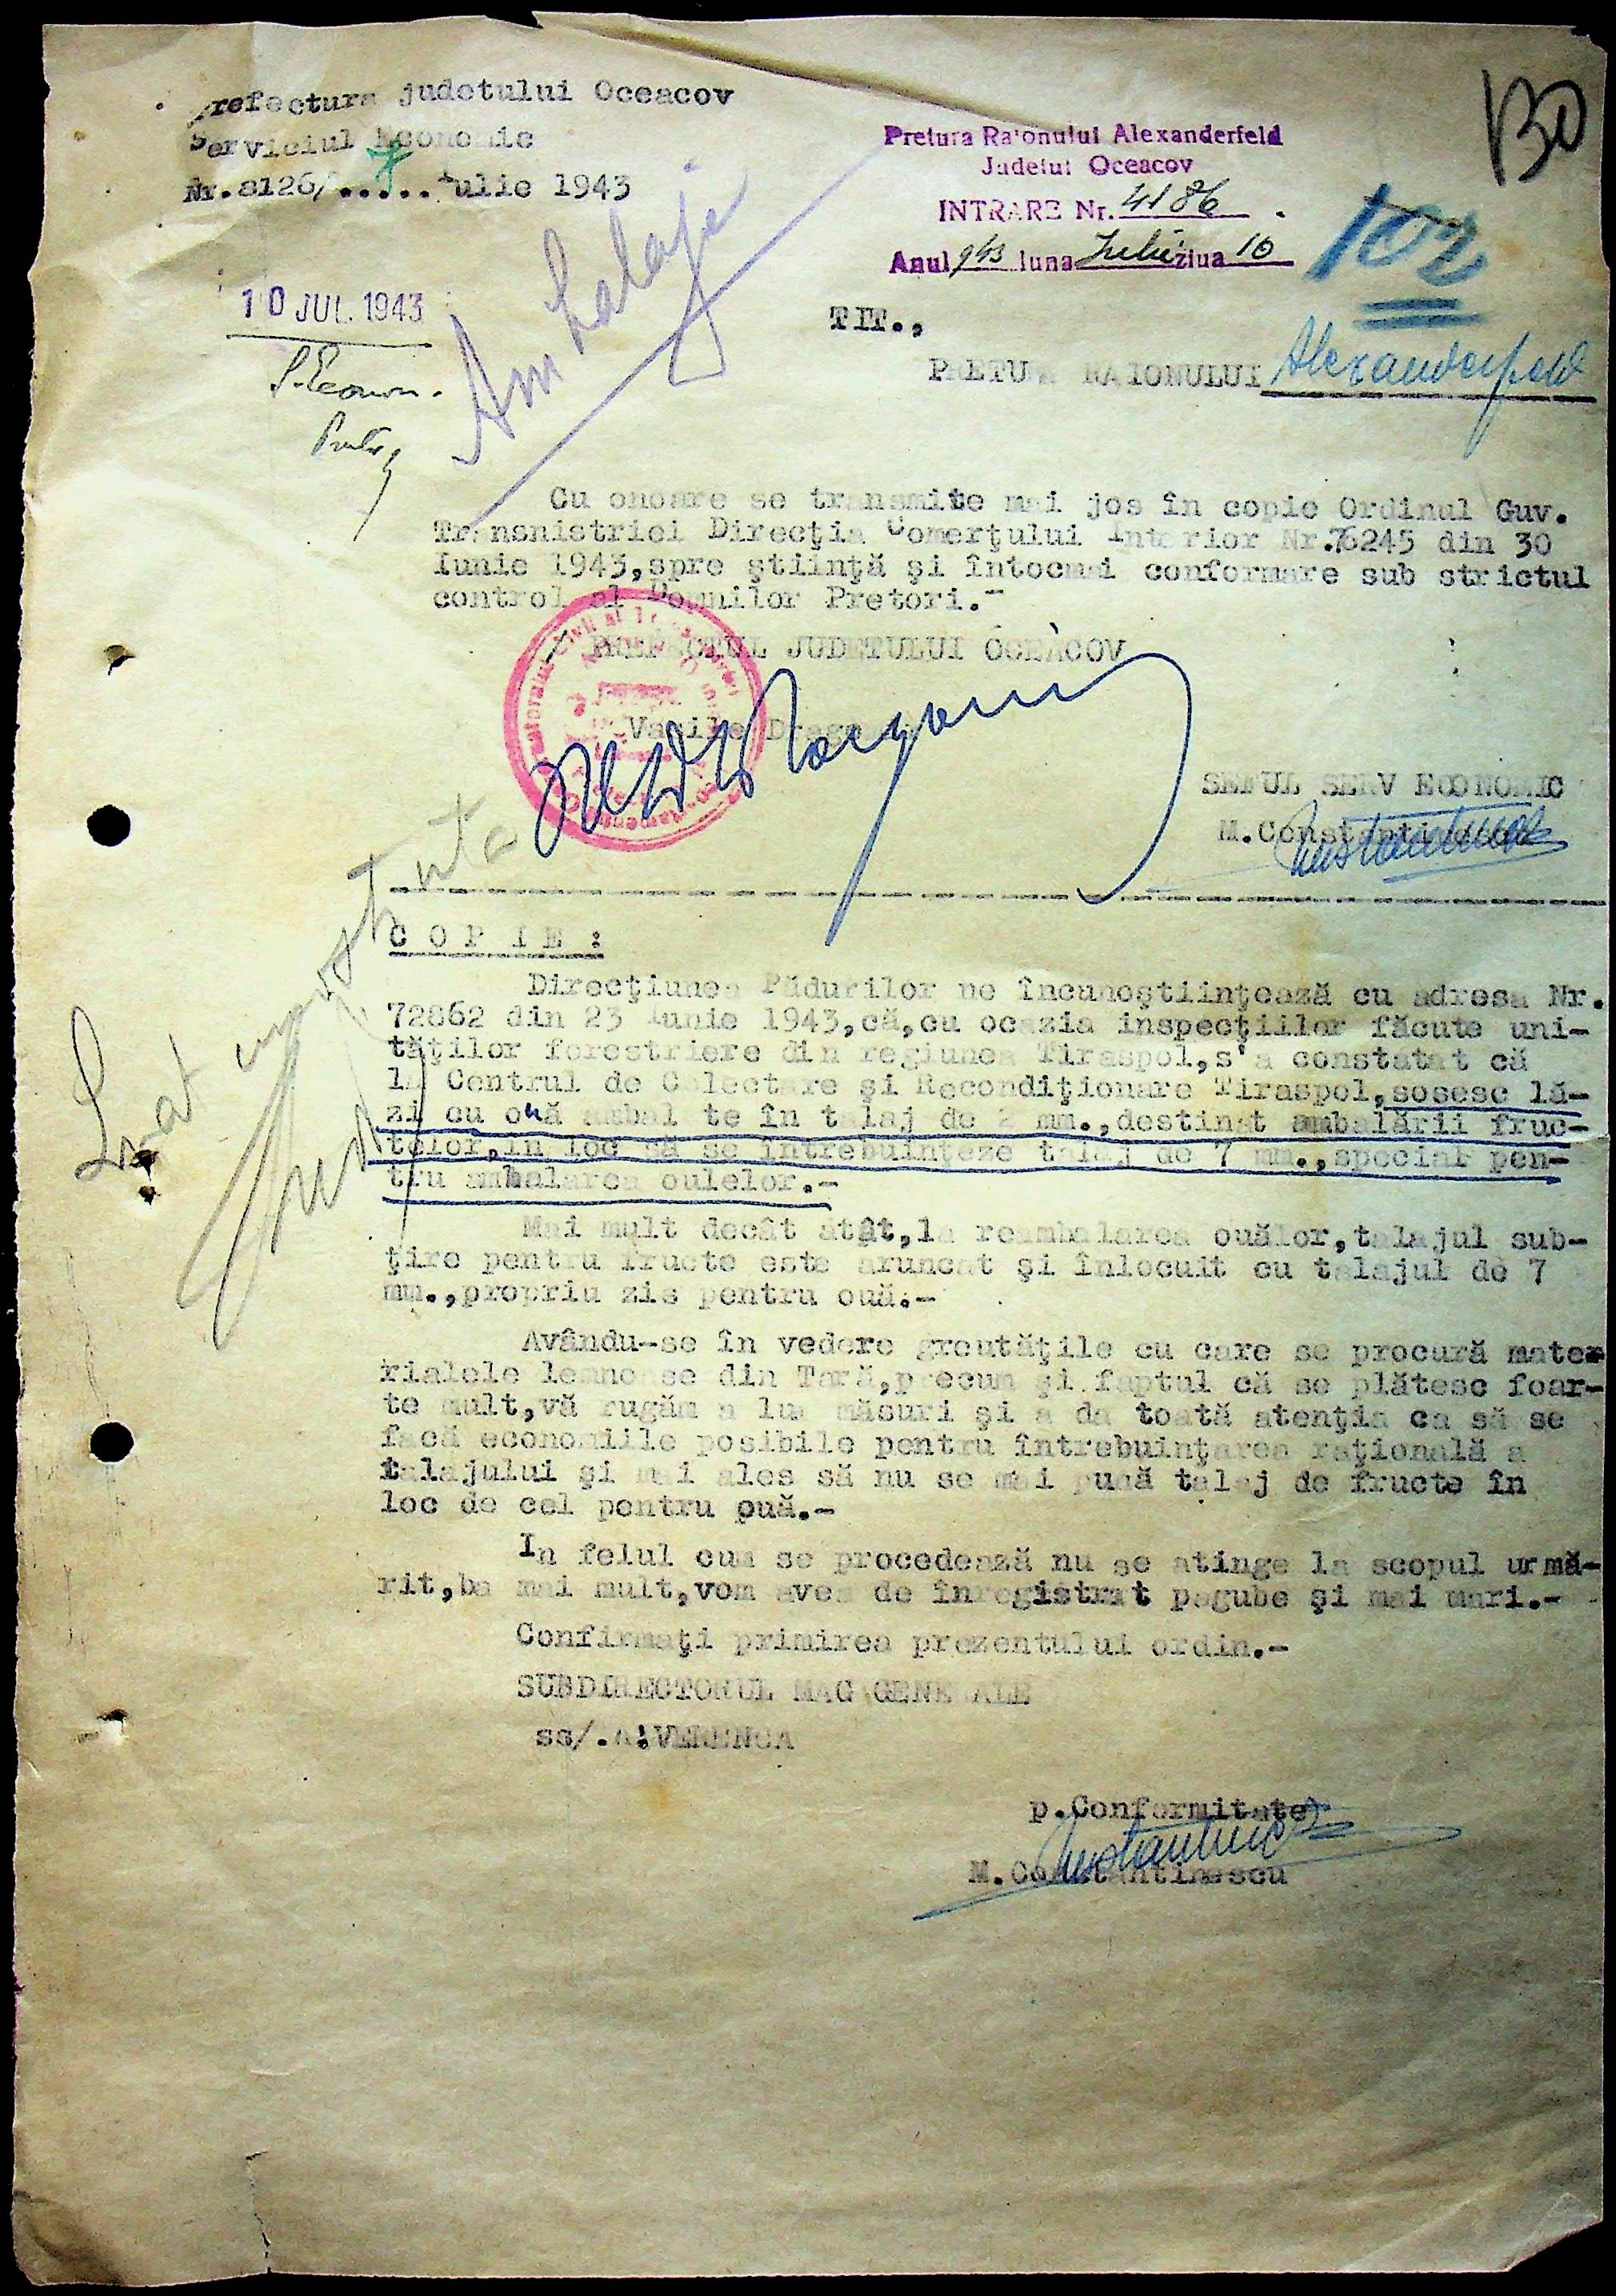 Prefectura judetului Oceacov
Serviciul Economic
Nr.8126/..7...Iulie 1943
130
Pretura Raionului Alexanderfeld
Judetul Oceacov
INTRARE Nr. 4186
Anul 943 luna Iulie ziua 10
102
10 JUL. 1943
S. Econom.
Ambalaje
TIT.,
PRETURA RAIONULUI Alexanderfeld
Cu onoare se transmite mai jos în copie Ordinul Guv.
Transnistriei Direcţia Comerţului Interior Nr.76245 din 30
Iunie 1943,spre ştiinţă şi întocmai conformare sub strictul
control al Domnilor Pretori.-
PREFECTUL JUDETULUI OCEACOV
Vasile
SEFUL SERV ECONOMIC
M.Constantinescu
Luat cunoştinta
C O P I E :
Direcţiunea Pădurilor ne încunoştiinţează cu adresa Nr.
72862 din 23 Iunie 1943,că,cu ocazia inspecţiilor făcute uni-
tăţilor forestriere din regiunea Tiraspol,s'a constatat că
la Centrul de Colectare şi Recondiţionare Tiraspol,sosesc lă-
zi cu ouă ambalate în talaj de 2 mm.,destinat ambalării fruc-
telor,în loc să se întrebuinţeze talaj de 7 mm.,special pen-
tru ambalarea oulelor.-
Mai mult decât atât,la reambalarea ouălor,talajul sub-
ţire pentru fructe este aruncat şi înlocuit cu talajul de 7
mm.,propriu zis pentru ouă.-
Avându-se în vedere greutăţile cu care se procură mate-
rialele lemnoase din Tară,precum şi faptul că se plătesc foar-
te mult,vă rugăm a lua măsuri şi a da toată atenţia ca să se
facă economiile posibile pentru întrebuinţarea raţională a
talajului şi mai ales să nu se mai pună talaj de fructe în
loc de cel pentru ouă.-
In felul cum se procedează nu se atinge la scopul urmă-
rit,ba mai mult,vom avea de înregistrat pagube şi mai mari.-
Confirmaţi primirea prezentului ordin.-
SUBDIRECTORUL MAG GENERALE
ss/.A.VERENCA
p.Conformitate
M.Constantinescu